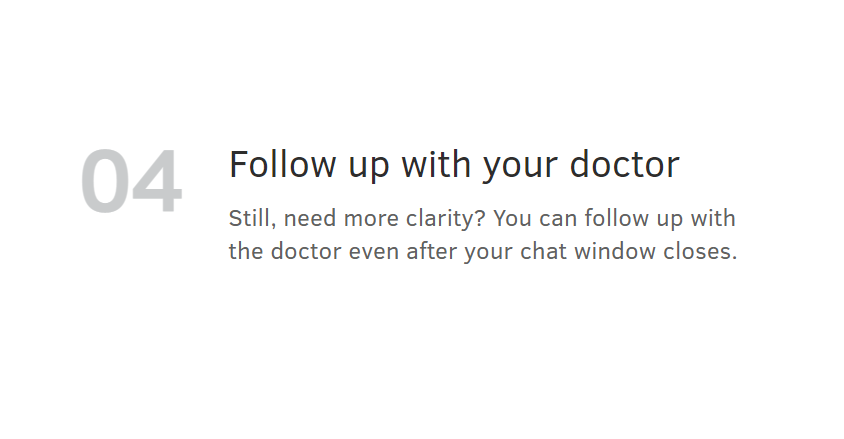 04
Follow up with your doctor
Still, need more clarity? You can follow up with
the doctor even after your chat window closes.